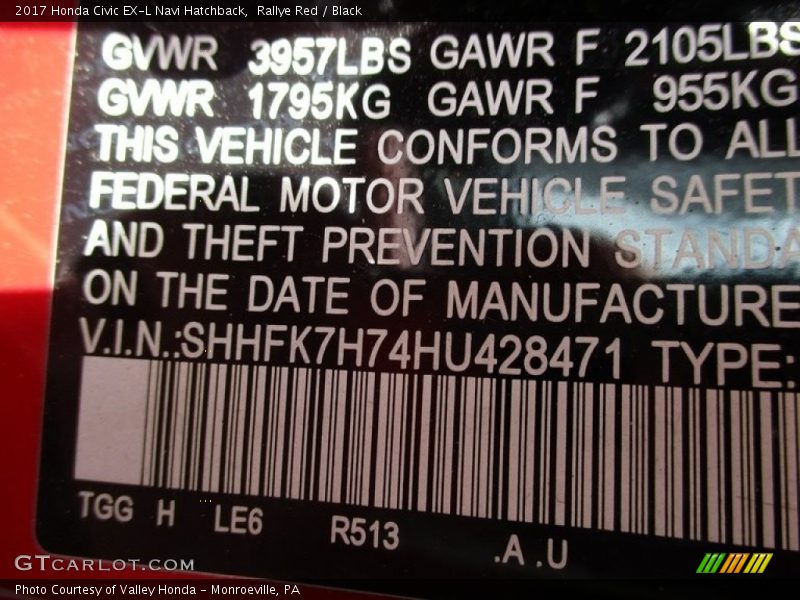 2017 Honda Civic EX-L Navi Hatchback, Rallye Red / Black
GVWR 3957LBS GAWR F 2105LBS
GVWR 1795KG GAWR F 955KG
THIS VEHICLE CONFORMS TO ALL
FEDERAL MOTOR VEHICLE SAFET
AND THEFT PREVENTION STANDA
ON THE DATE OF MANUFACTURE
V.I.N.:SHHFK7H74HU428471 TYPE:
TGG H LE6 R513 .A .U
GTCARLOT.COM
Photo Courtesy of Valley Honda - Monroeville, PA